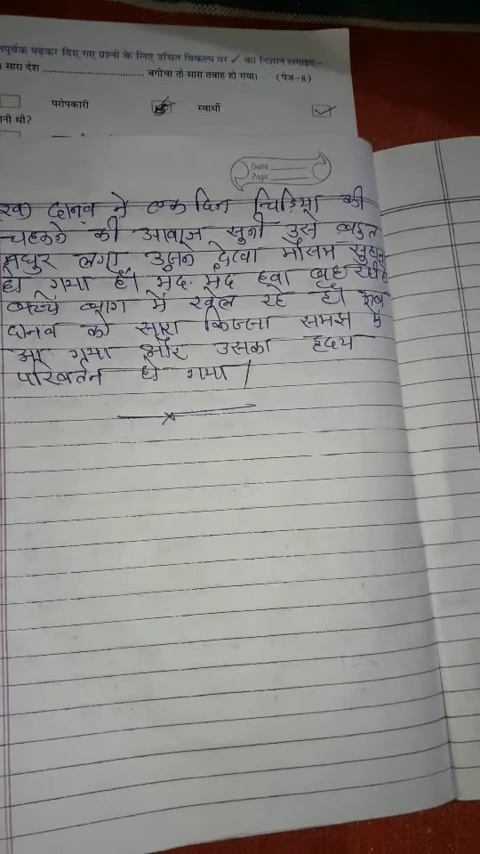 नपूर्वक पढ़कर दिए गए प्रश्नों के लिए उचित विकल्प पर ✓ का निशान लगाइए–
सारा देश ........................ बगीचा तो सारा तबाह हो गया। (पेज-8)
परोपकारी स्वार्थी
नी थी?
Date
Page
ख) दानव ने एक दिन चिड़िया की
चहकने की आवाज सुनी उसे बहुत
मधुर लगा उसने देखा मौसम सुहाना
हो गया है। मंद. मंद हवा बह रही है
बच्चे बाग में खेल रहे है। अब
दानव को सारा किस्सा समझ में
आ गया और उसका हृदय
परिवर्तन हो गया।